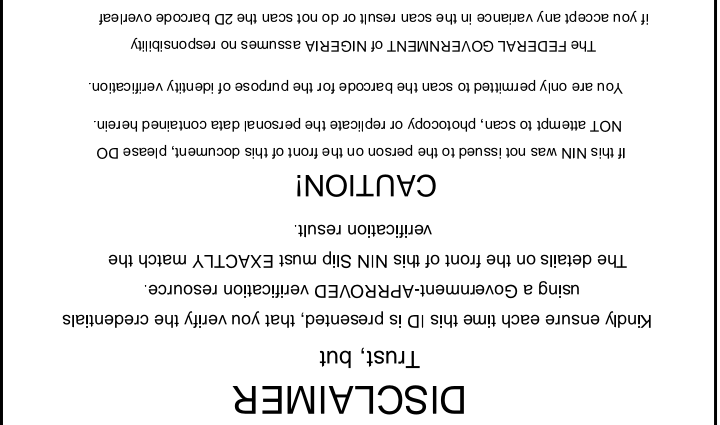 DISCLAIMER
Trust, but
Kindly ensure each time this ID is presented, that you verify the credentials
using a Government-APPROVED verification resource.
The details on the front of this NIN Slip must EXACTLY match the
verification result.
CAUTION!
If this NIN was not issued to the person on the front of this document, please DO
NOT attempt to scan, photocopy or replicate the personal data contained herein.
You are only permitted to scan the barcode for the purpose of identity verification.
The FEDERAL GOVERNMENT of NIGERIA assumes no responsibility
if you accept any variance in the scan result or do not scan the 2D barcode overleaf